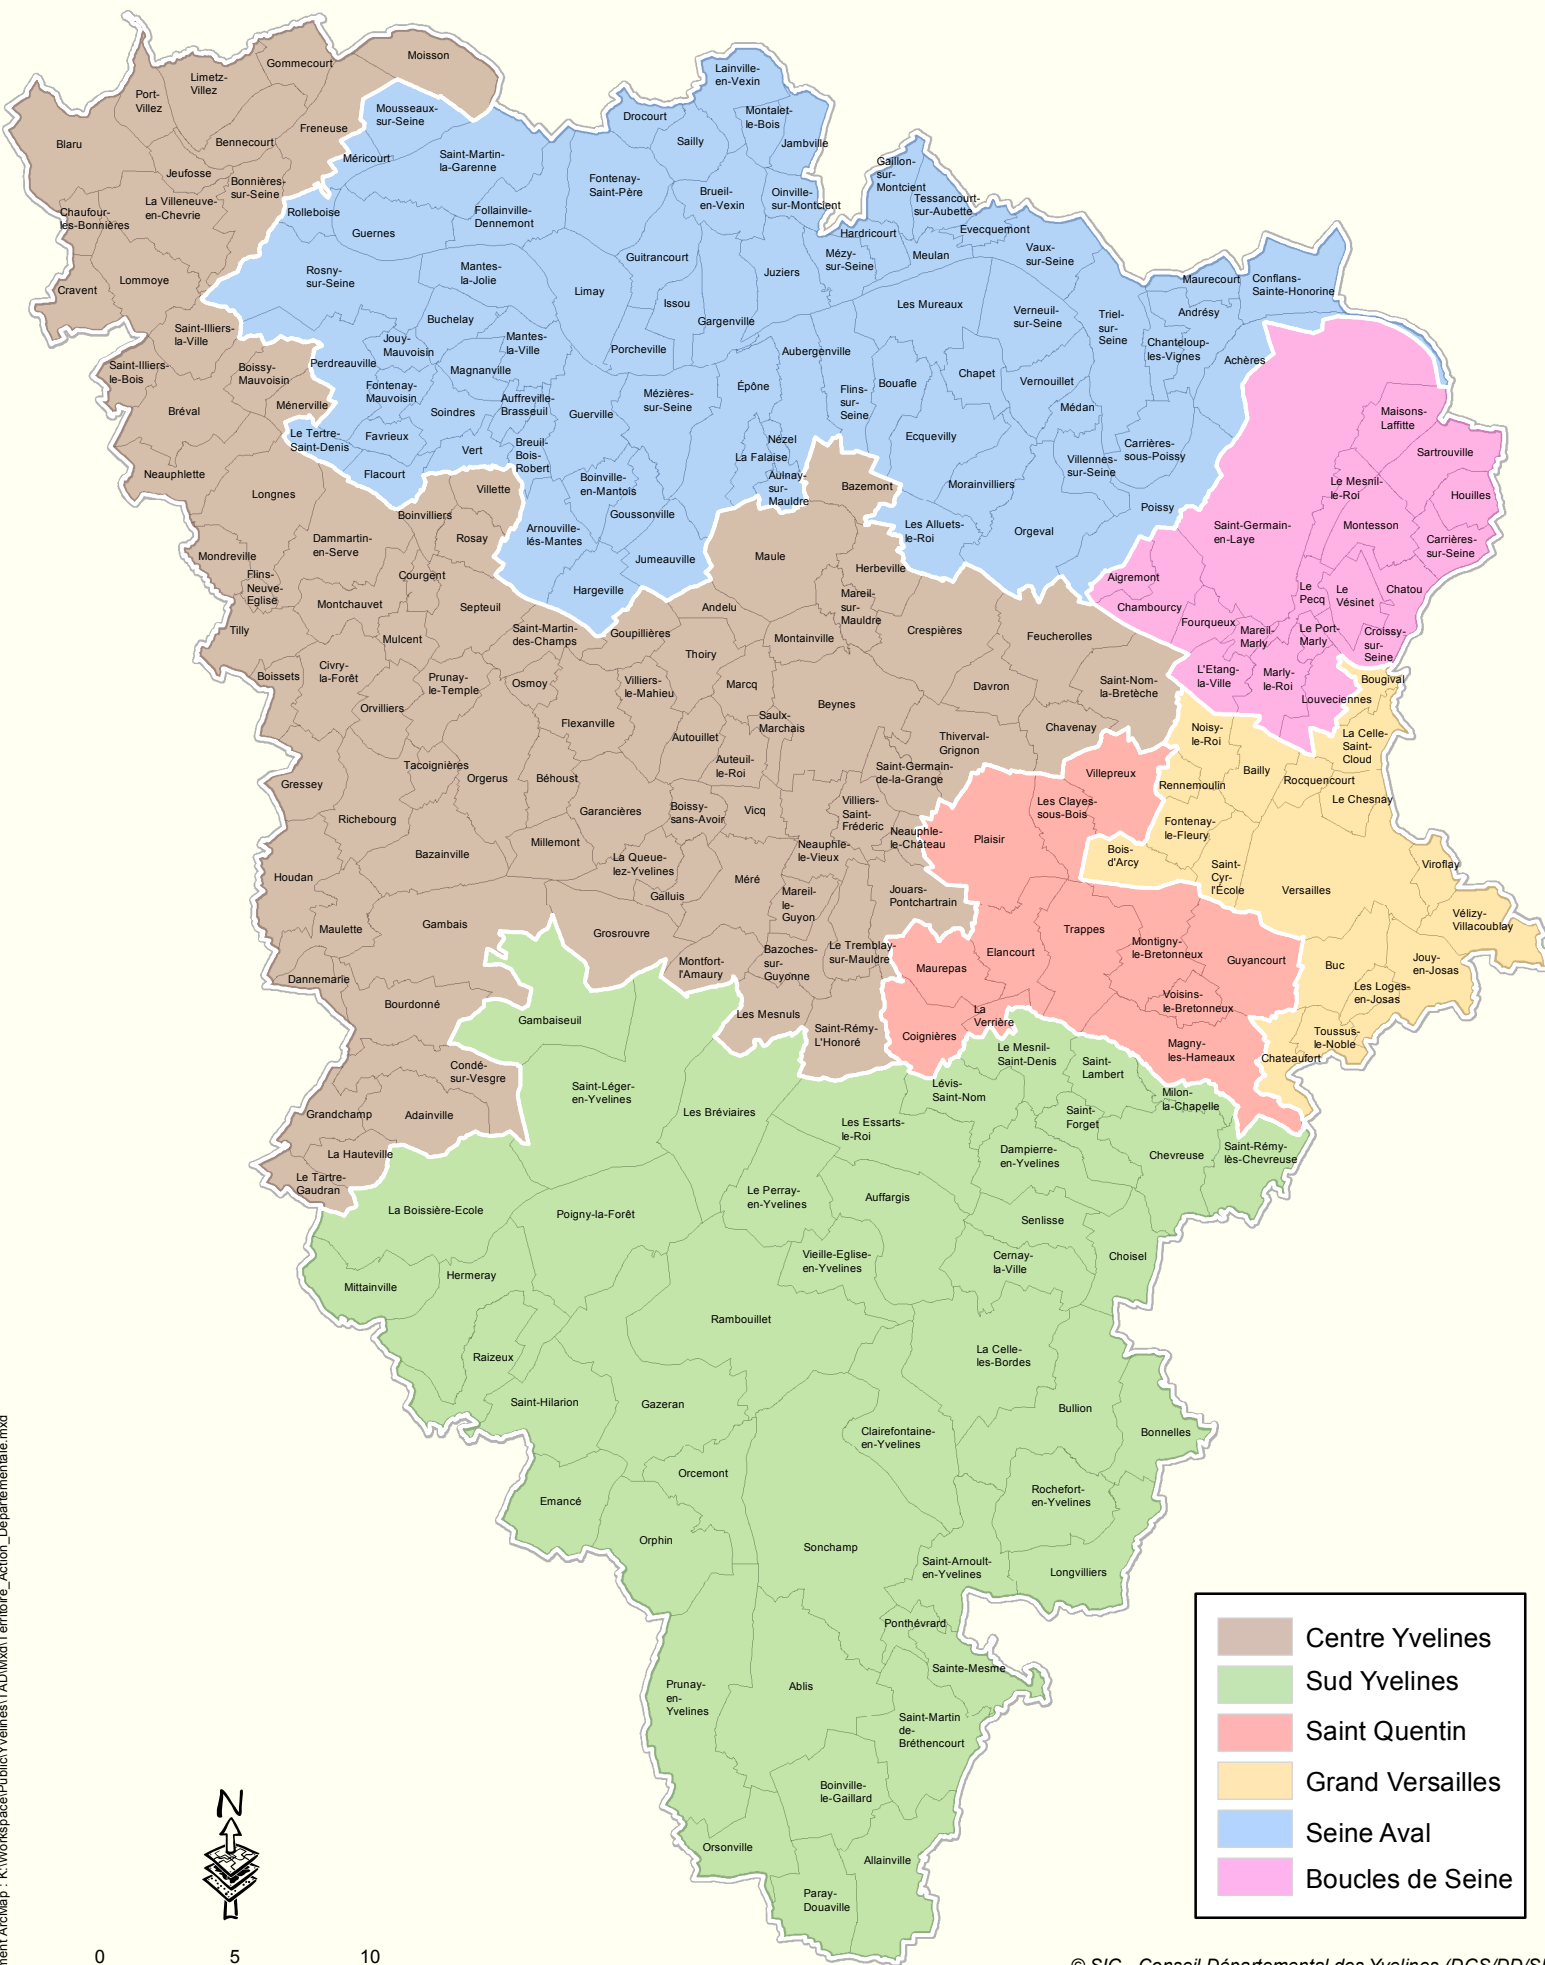 Moisson
Gommecourt
Limetz-
Villez
Port-
Villez
Freneuse
Bennecourt
Blaru
Jeufosse
Bonnières-
sur-Seine
La Villeneuve-
en-Chevrie
Chaufour-
lès-Bonnières
Lommoye
Cravent
Lainville-
en-Vexin
Mousseaux-
sur-Seine
Drocourt
Montalet-
le-Bois
Sailly
Jambville
Méricourt
Saint-Martin-
la-Garenne
Fontenay-
Saint-Père
Brueil-
en-Vexin
Oinville-
sur-Montcient
Gaillon-
sur-
Montcient
Tessancourt-
sur-Aubette
Rolleboise
Guernes
Follainville-
Dennemont
Hardricourt
Evecquemont
Mézy-
sur-Seine
Meulan
Vaux-
sur-Seine
Guitrancourt
Juziers
Rosny-
sur-Seine
Mantes-
la-Jolie
Limay
Issou
Gargenville
Les Mureaux
Verneuil-
sur-Seine
Triel-
sur-
Seine
Maurecourt
Conflans-
Sainte-Honorine
Andrésy
Chanteloup-
les-Vignes
Achères
Buchelay
Jouy-
Mauvoisin
Mantes-
la-Ville
Porcheville
Aubergenville
Perdreauville
Magnanville
Fontenay-
Mauvoisin
Épône
Mézières-
sur-Seine
Flins-
sur-
Seine
Bouafle
Chapet
Vernouillet
Médan
Soindres
Auffreville-
Brasseuil
Guerville
Le Tertre-
Saint-Denis
Favrieux
Vert
Breuil-
Bois-
Robert
Nézel
La Falaise
Aulnay-
sur-
Mauldre
Ecquevilly
Villennes-
sur-Seine
Carrières-
sous-Poissy
Flacourt
Boinville-
en-Mantois
Goussonville
Morainvilliers
Poissy
Arnouville-
lès-Mantes
Jumeauville
Les Alluets-
le-Roi
Orgeval
Hargeville
Saint-Illiers-
la-Ville
Saint-Illiers-
le-Bois
Boissy-
Mauvoisin
Bréval
Ménerville
Neauphlette
Longnes
Villette
Boinvilliers
Bazemont
Mondreville
Dammartin-
en-Serve
Rosay
Maule
Herbeville
Flins-
Neuve-
Eglise
Courgent
Montchauvet
Septeuil
Andelu
Mareil-
sur-
Mauldre
Tilly
Mulcent
Saint-Martin-
des-Champs
Goupillières
Montainville
Crespières
Feucherolles
Thoiry
Boissets
Civry-
la-Forêt
Prunay-
le-Temple
Osmoy
Villiers-
le-Mahieu
Marcq
Davron
Saint-Nom-
la-Bretèche
Orvilliers
Flexanville
Saulx-
Marchais
Beynes
Chavenay
Autouillet
Thiverval-
Grignon
Tacoignières
Orgerus
Béhoust
Auteuil-
le-Roi
Saint-Germain-
de-la-Grange
Gressey
Richebourg
Garancières
Boissy-
sans-Avoir
Vicq
Villiers-
Saint-
Fréderic
Neauphle-
le-Château
Neauphle-
le-Vieux
Bazainville
Millemont
La Queue-
lez-Yvelines
Houdan
Galluis
Méré
Mareil-
le-
Guyon
Jouars-
Pontchartrain
Maulette
Gambais
Grosrouvre
Montfort-
l'Amaury
Bazoches-
sur-
Guyonne
Le Tremblay-
sur-Mauldre
Dannemarie
Bourdonné
Les Mesnuls
Saint-Rémy-
L'Honoré
Condé-
sur-Vesgre
Grandchamp
Adainville
La Hauteville
Le Tartre-
Gaudran
Maisons-
Laffitte
Sartrouville
Le Mesnil-
le-Roi
Houilles
Saint-Germain-
en-Laye
Montesson
Carrières-
sur-Seine
Aigremont
Chambourcy
Le
Pecq
Le
Vésinet
Chatou
Fourqueux
Mareil-
Marly
Le Port-
Marly
Croissy-
sur-
Seine
L'Etang-
la-Ville
Marly-
le-Roi
Louveciennes
Bougival
Noisy-
le-Roi
La Celle-
Saint-
Cloud
Bailly
Rennemoulin
Rocquencourt
Le Chesnay
Fontenay-
le-Fleury
Bois-
d'Arcy
Saint-
Cyr-
l'École
Versailles
Viroflay
Vélizy-
Villacoublay
Buc
Jouy-
en-Josas
Les Loges-
en-Josas
Toussus-
le-Noble
Chateaufort
Villepreux
Les Clayes-
sous-Bois
Plaisir
Trappes
Elancourt
Montigny-
le-Bretonneux
Guyancourt
Maurepas
Voisins-
le-Bretonneux
La
Verrière
Coignières
Magny-
les-Hameaux
Gambaiseuil
Saint-Léger-
en-Yvelines
Les Bréviaires
Le Mesnil-
Saint-Denis
Saint-
Lambert
Lévis-
Saint-Nom
Milon-
la-Chapelle
Les Essarts-
le-Roi
Saint-
Forget
Dampierre-
en-Yvelines
Chevreuse
Saint-Rémy-
lès-Chevreuse
La Boissière-Ecole
Poigny-la-Forêt
Le Perray-
en-Yvelines
Auffargis
Senlisse
Choisel
Mittainville
Hermeray
Vieille-Eglise-
en-Yvelines
Cernay-
la-Ville
Rambouillet
Raizeux
La Celle-
les-Bordes
Saint-Hilarion
Gazeran
Bullion
Clairefontaine-
en-Yvelines
Bonnelles
Orcemont
Emancé
Rochefort-
en-Yvelines
Orphin
Sonchamp
Saint-Arnoult-
en-Yvelines
Longvilliers
Ponthévrard
Sainte-Mesme
Prunay-
en-
Yvelines
Ablis
Saint-Martin
de-
Bréthencourt
Boinville-
le-Gaillard
Orsonville
Allainville
Paray-
Douaville
Centre Yvelines
Sud Yvelines
Saint Quentin
Grand Versailles
Seine Aval
Boucles de Seine
N
0 5 10
ment ArcMap : K:\Workspace\Public\Yvelines\TAD\Mxd\Territoire_Action_Departementale.mxd
© SIG - Conseil Départemental des Yvelines